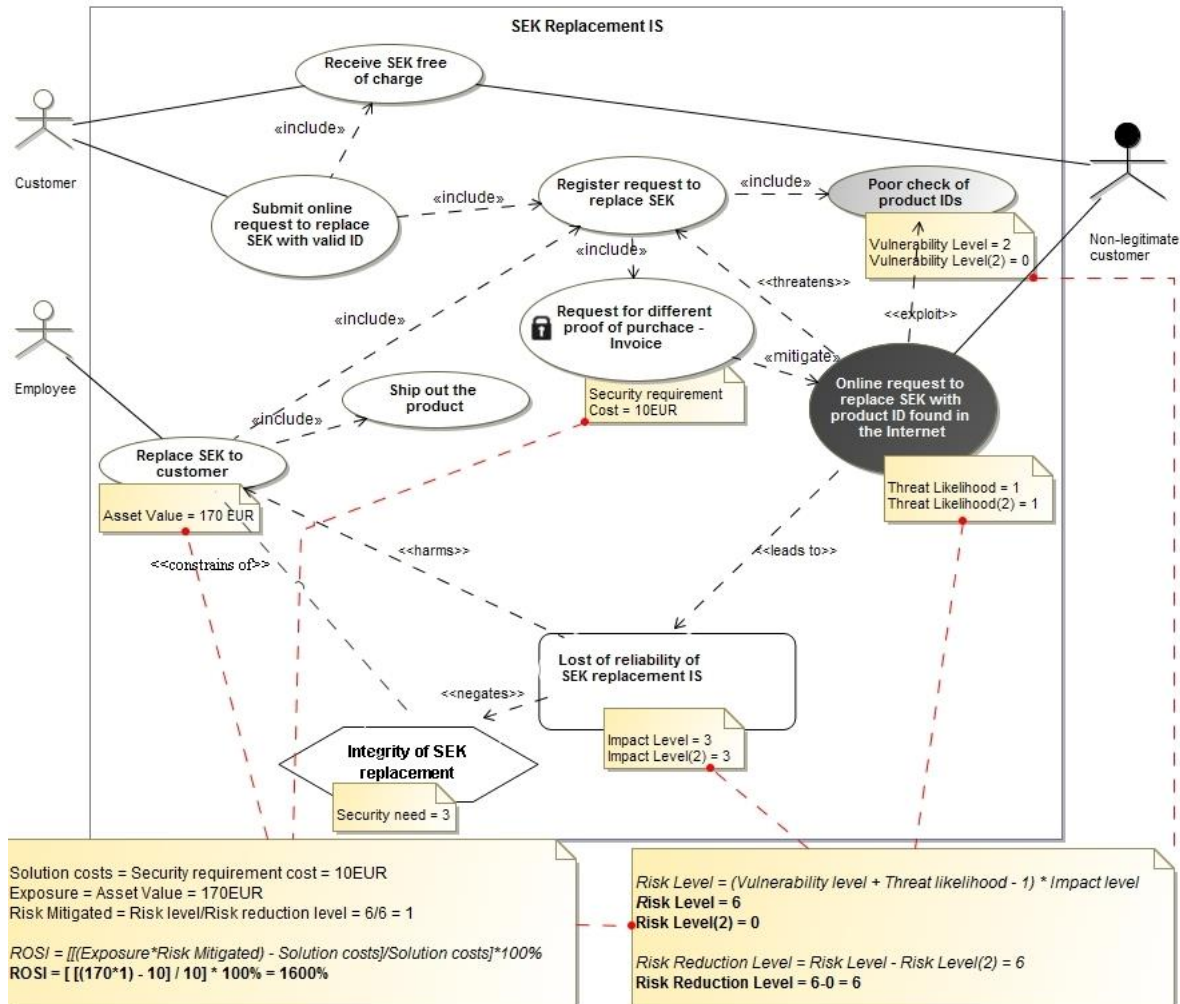 SEK Replacement IS
Receive SEK free
of charge
Customer
«include»
Submit online
request to replace
SEK with valid ID
«include»
Register request to
replace SEK
«include»
Poor check of
product IDs
Vulnerability Level = 2
Vulnerability Level(2) = 0
Non-legitimate
customer
«include»
<<threatens>>
«include»
Request for different
proof of purchace -
Invoice
<<exploit>>
«mitigate»
Employee
Ship out the
product
Security requirement
Cost = 10EUR
Online request to
replace SEK with
product ID found in
the Internet
«include»
Replace SEK to
customer
Asset Value = 170 EUR
Threat Likelihood = 1
Threat Likelihood(2) = 1
<<constrains of>>
<<harms>>
<<leads to>>
Lost of reliability of
SEK replacement IS
<<negates>>
Impact Level = 3
Impact Level(2) = 3
Integrity of SEK
replacement
Security need = 3
Solution costs = Security requirement cost = 10EUR
Exposure = Asset Value = 170EUR
Risk Mitigated = Risk level/Risk reduction level = 6/6 = 1
ROSI = [[(Exposure*Risk Mitigated) - Solution costs]/Solution costs]*100%
ROSI = [ [(170*1) - 10] / 10] * 100% = 1600%
Risk Level = (Vulnerability level + Threat likelihood - 1) * Impact level
Risk Level = 6
Risk Level(2) = 0
Risk Reduction Level = Risk Level - Risk Level(2) = 6
Risk Reduction Level = 6-0 = 6